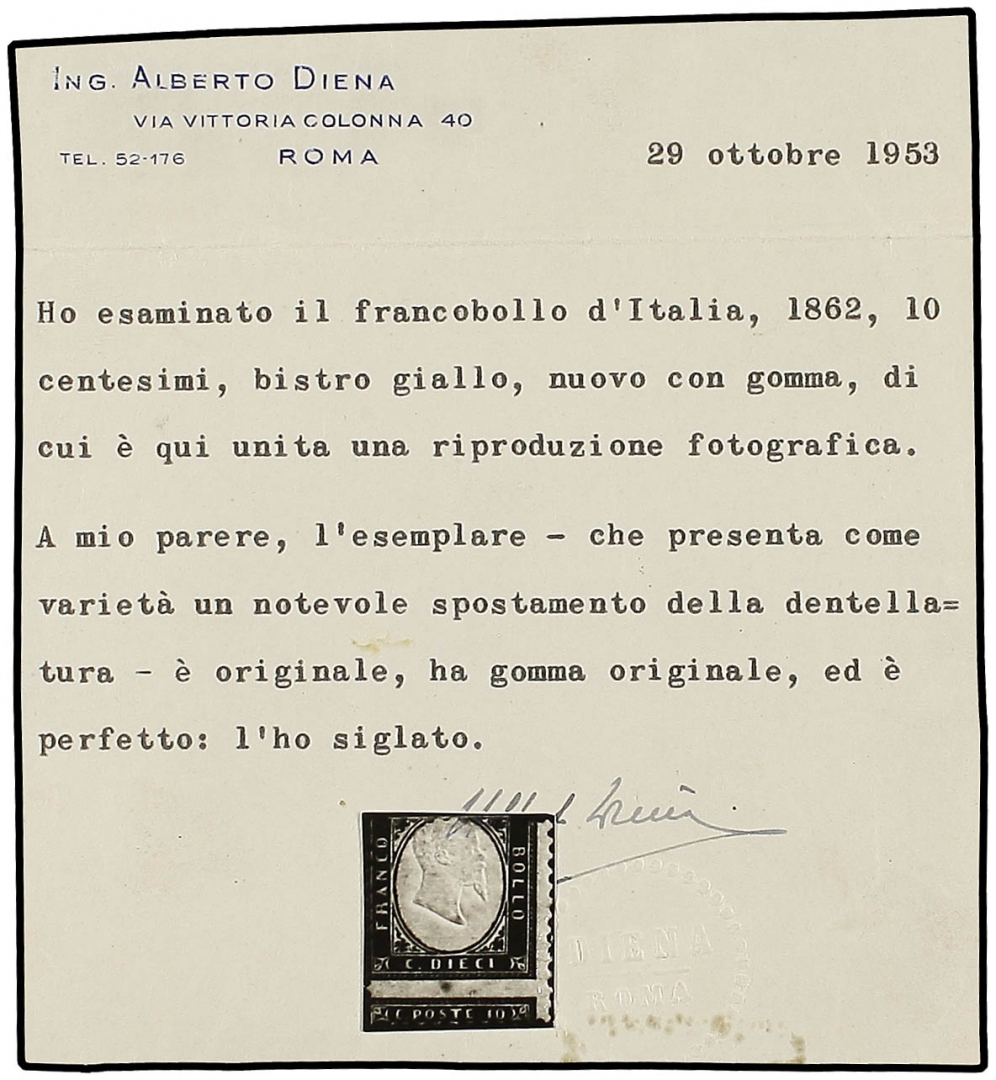 ING. ALBERTO DIENA
VIA VITTORIA COLONNA 40
TEL. 52-176 ROMA
29 ottobre 1953
Ho esaminato il francobollo d'Italia, 1862, 10
centesimi, bistro giallo, nuovo con gomma, di
cui è qui unita una riproduzione fotografica.
A mio parere, l'esemplare - che presenta come
varietà un notevole spostamento della dentella=
tura - è originale, ha gomma originale, ed è
perfetto: l'ho siglato.
FRANCO
BOLLO
C. DIECI
POSTE 10
DIENA
ROMA